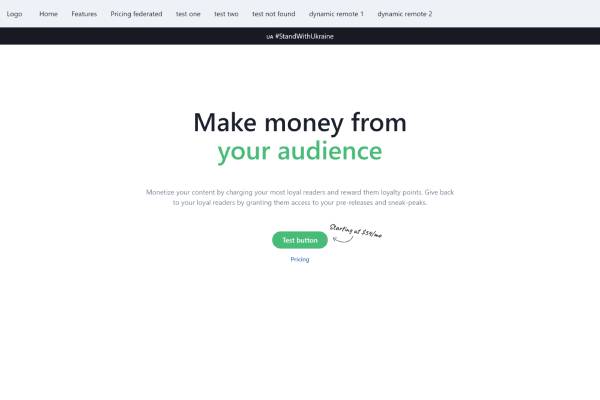 Logo Home Features Pricing federated test one test two test not found dynamic remote 1 dynamic remote 2
UA #StandWithUkraine
Make money from
your audience
Monetize your content by charging your most loyal readers and reward them loyalty points. Give back
to your loyal readers by granting them access to your pre-releases and sneak-peaks.
Starting at $59/mo
Test button
Pricing